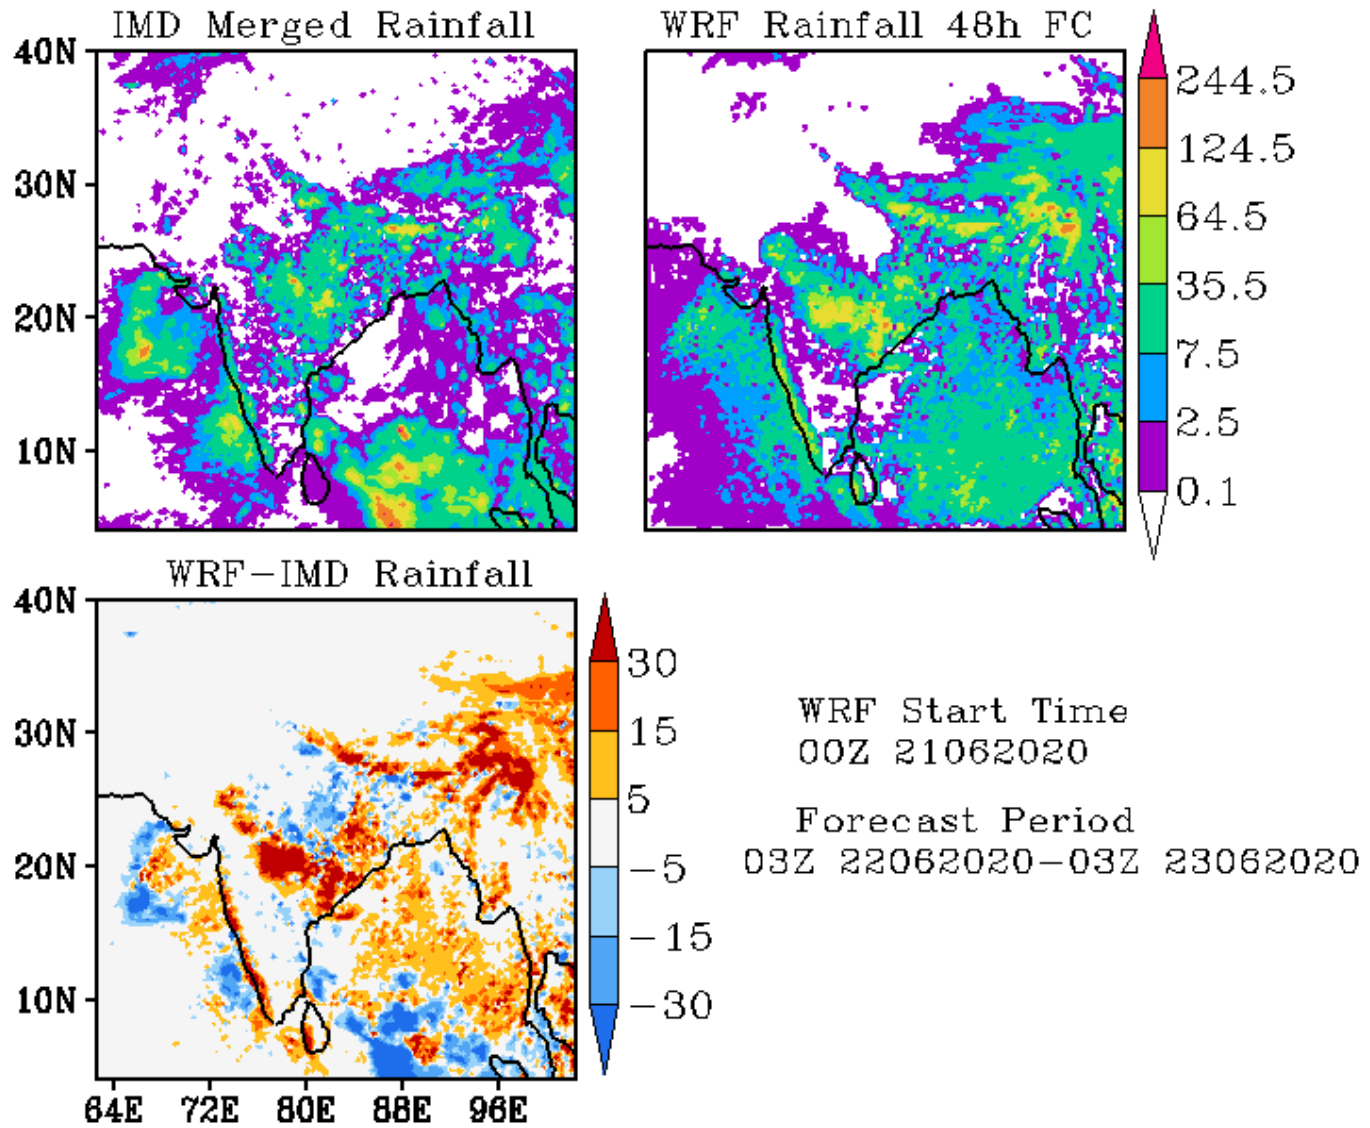 IMD Merged Rainfall
WRF Rainfall 48h FC
40N
30N
20N
10N
244.5
124.5
64.5
35.5
7.5
2.5
0.1
WRF-IMD Rainfall
40N
30N
20N
10N
64E 72E 80E 88E 96E
30
15
5
-5
-15
-30
WRF Start Time
00Z 21062020
Forecast Period
03Z 22062020-03Z 23062020